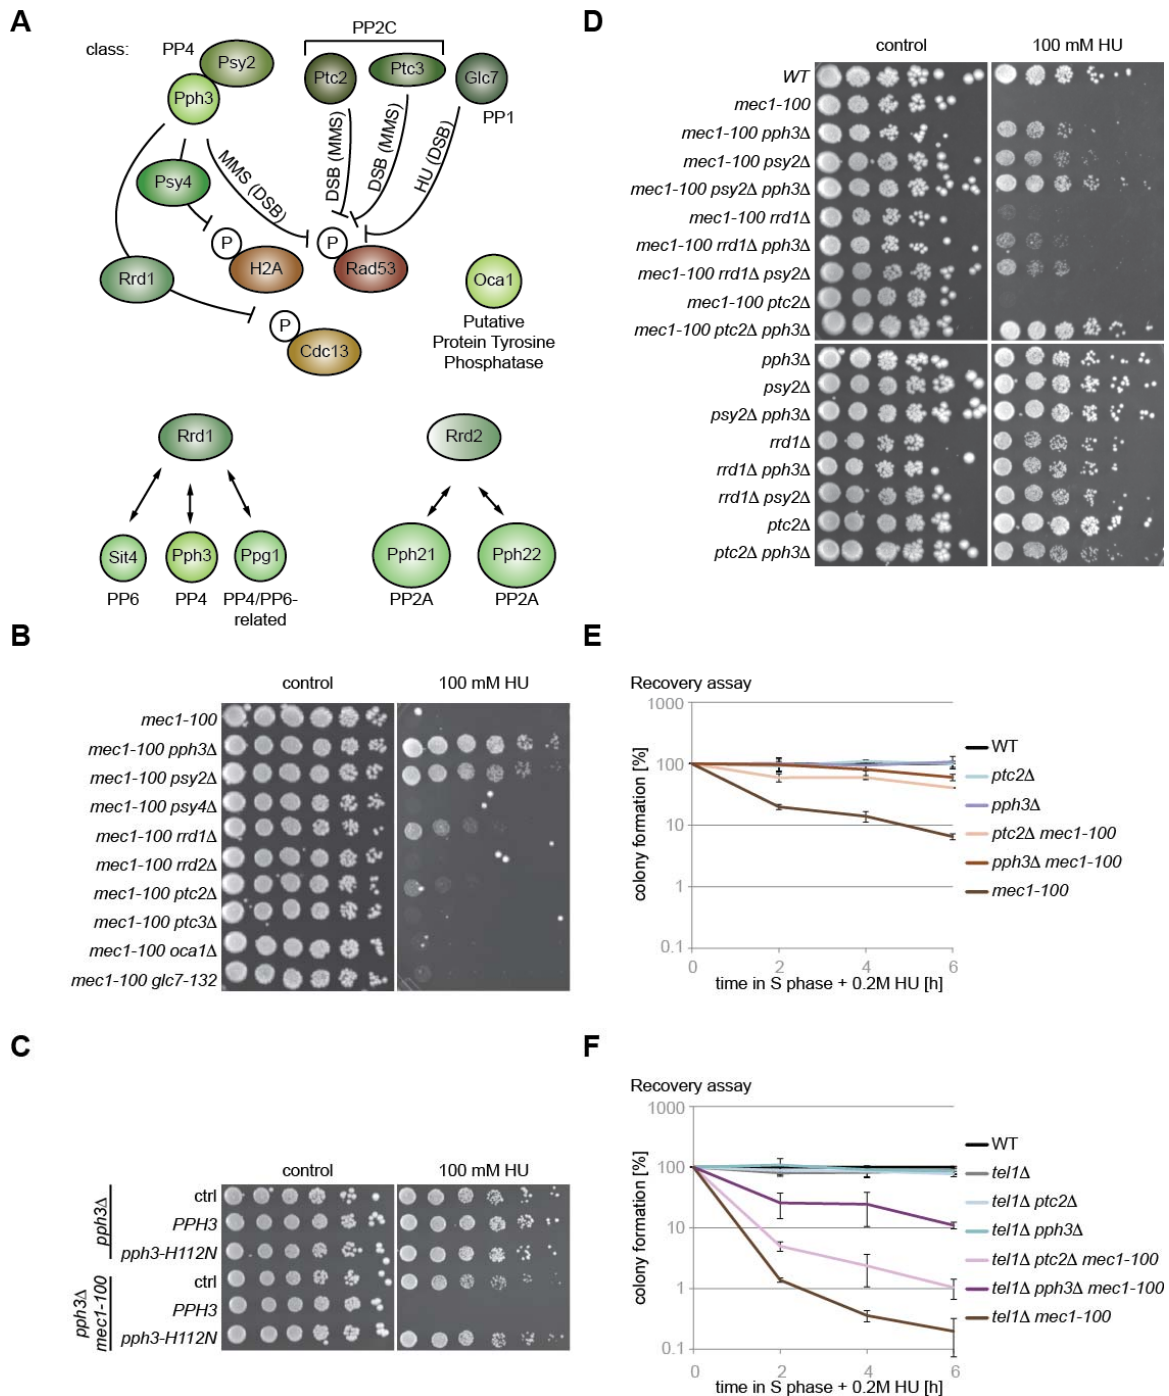 A
class:
PP4
Psy2
Pph3
PP2C
Ptc2
Ptc3
Glc7
PP1
MMS (DSB)
DSB (MMS)
DSB (MMS)
HU (DSB)
Psy4
P
H2A
P
Rad53
Rrd1
P
Cdc13
Oca1
Putative
Protein Tyrosine
Phosphatase
Rrd1
Rrd2
Sit4
Pph3
Ppg1
Pph21
Pph22
PP6
PP4
PP4/PP6-
related
PP2A
PP2A
B
control
100 mM HU
mec1-100
mec1-100 pph3Δ
mec1-100 psy2Δ
mec1-100 psy4Δ
mec1-100 rrd1Δ
mec1-100 rrd2Δ
mec1-100 ptc2Δ
mec1-100 ptc3Δ
mec1-100 oca1Δ
mec1-100 glc7-132
C
control
100 mM HU
pph3Δ
ctrl
PPH3
pph3-H112N
pph3Δ
mec1-100
ctrl
PPH3
pph3-H112N
D
control
100 mM HU
WT
mec1-100
mec1-100 pph3Δ
mec1-100 psy2Δ
mec1-100 psy2Δ pph3Δ
mec1-100 rrd1Δ
mec1-100 rrd1Δ pph3Δ
mec1-100 rrd1Δ psy2Δ
mec1-100 ptc2Δ
mec1-100 ptc2Δ pph3Δ
pph3Δ
psy2Δ
psy2Δ pph3Δ
rrd1Δ
rrd1Δ pph3Δ
rrd1Δ psy2Δ
ptc2Δ
ptc2Δ pph3Δ
E
Recovery assay
colony formation [%]
1000
100
10
1
0.1
0
2
4
6
time in S phase + 0.2M HU [h]
WT
ptc2Δ
pph3Δ
ptc2Δ mec1-100
pph3Δ mec1-100
mec1-100
F
Recovery assay
colony formation [%]
1000
100
10
1
0.1
0
2
4
6
time in S phase + 0.2M HU [h]
WT
tel1Δ
tel1Δ ptc2Δ
tel1Δ pph3Δ
tel1Δ ptc2Δ mec1-100
tel1Δ pph3Δ mec1-100
tel1Δ mec1-100